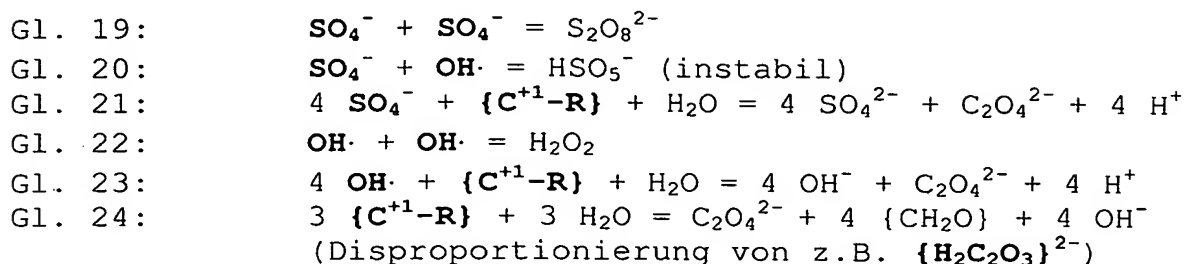 Gl. 19: SO₄⁻ + SO₄⁻ = S₂O₈²⁻
Gl. 20: SO₄⁻ + OH· = HSO₅⁻ (instabil)
Gl. 21: 4 SO₄⁻ + {C⁺¹–R} + H₂O = 4 SO₄²⁻ + C₂O₄²⁻ + 4 H⁺
Gl. 22: OH· + OH· = H₂O₂
Gl. 23: 4 OH· + {C⁺¹–R} + H₂O = 4 OH⁻ + C₂O₄²⁻ + 4 H⁺
Gl. 24: 3 {C⁺¹–R} + 3 H₂O = C₂O₄²⁻ + 4 {CH₂O} + 4 OH⁻
(Disproportionierung von z.B. {H₂C₂O₃}²⁻)